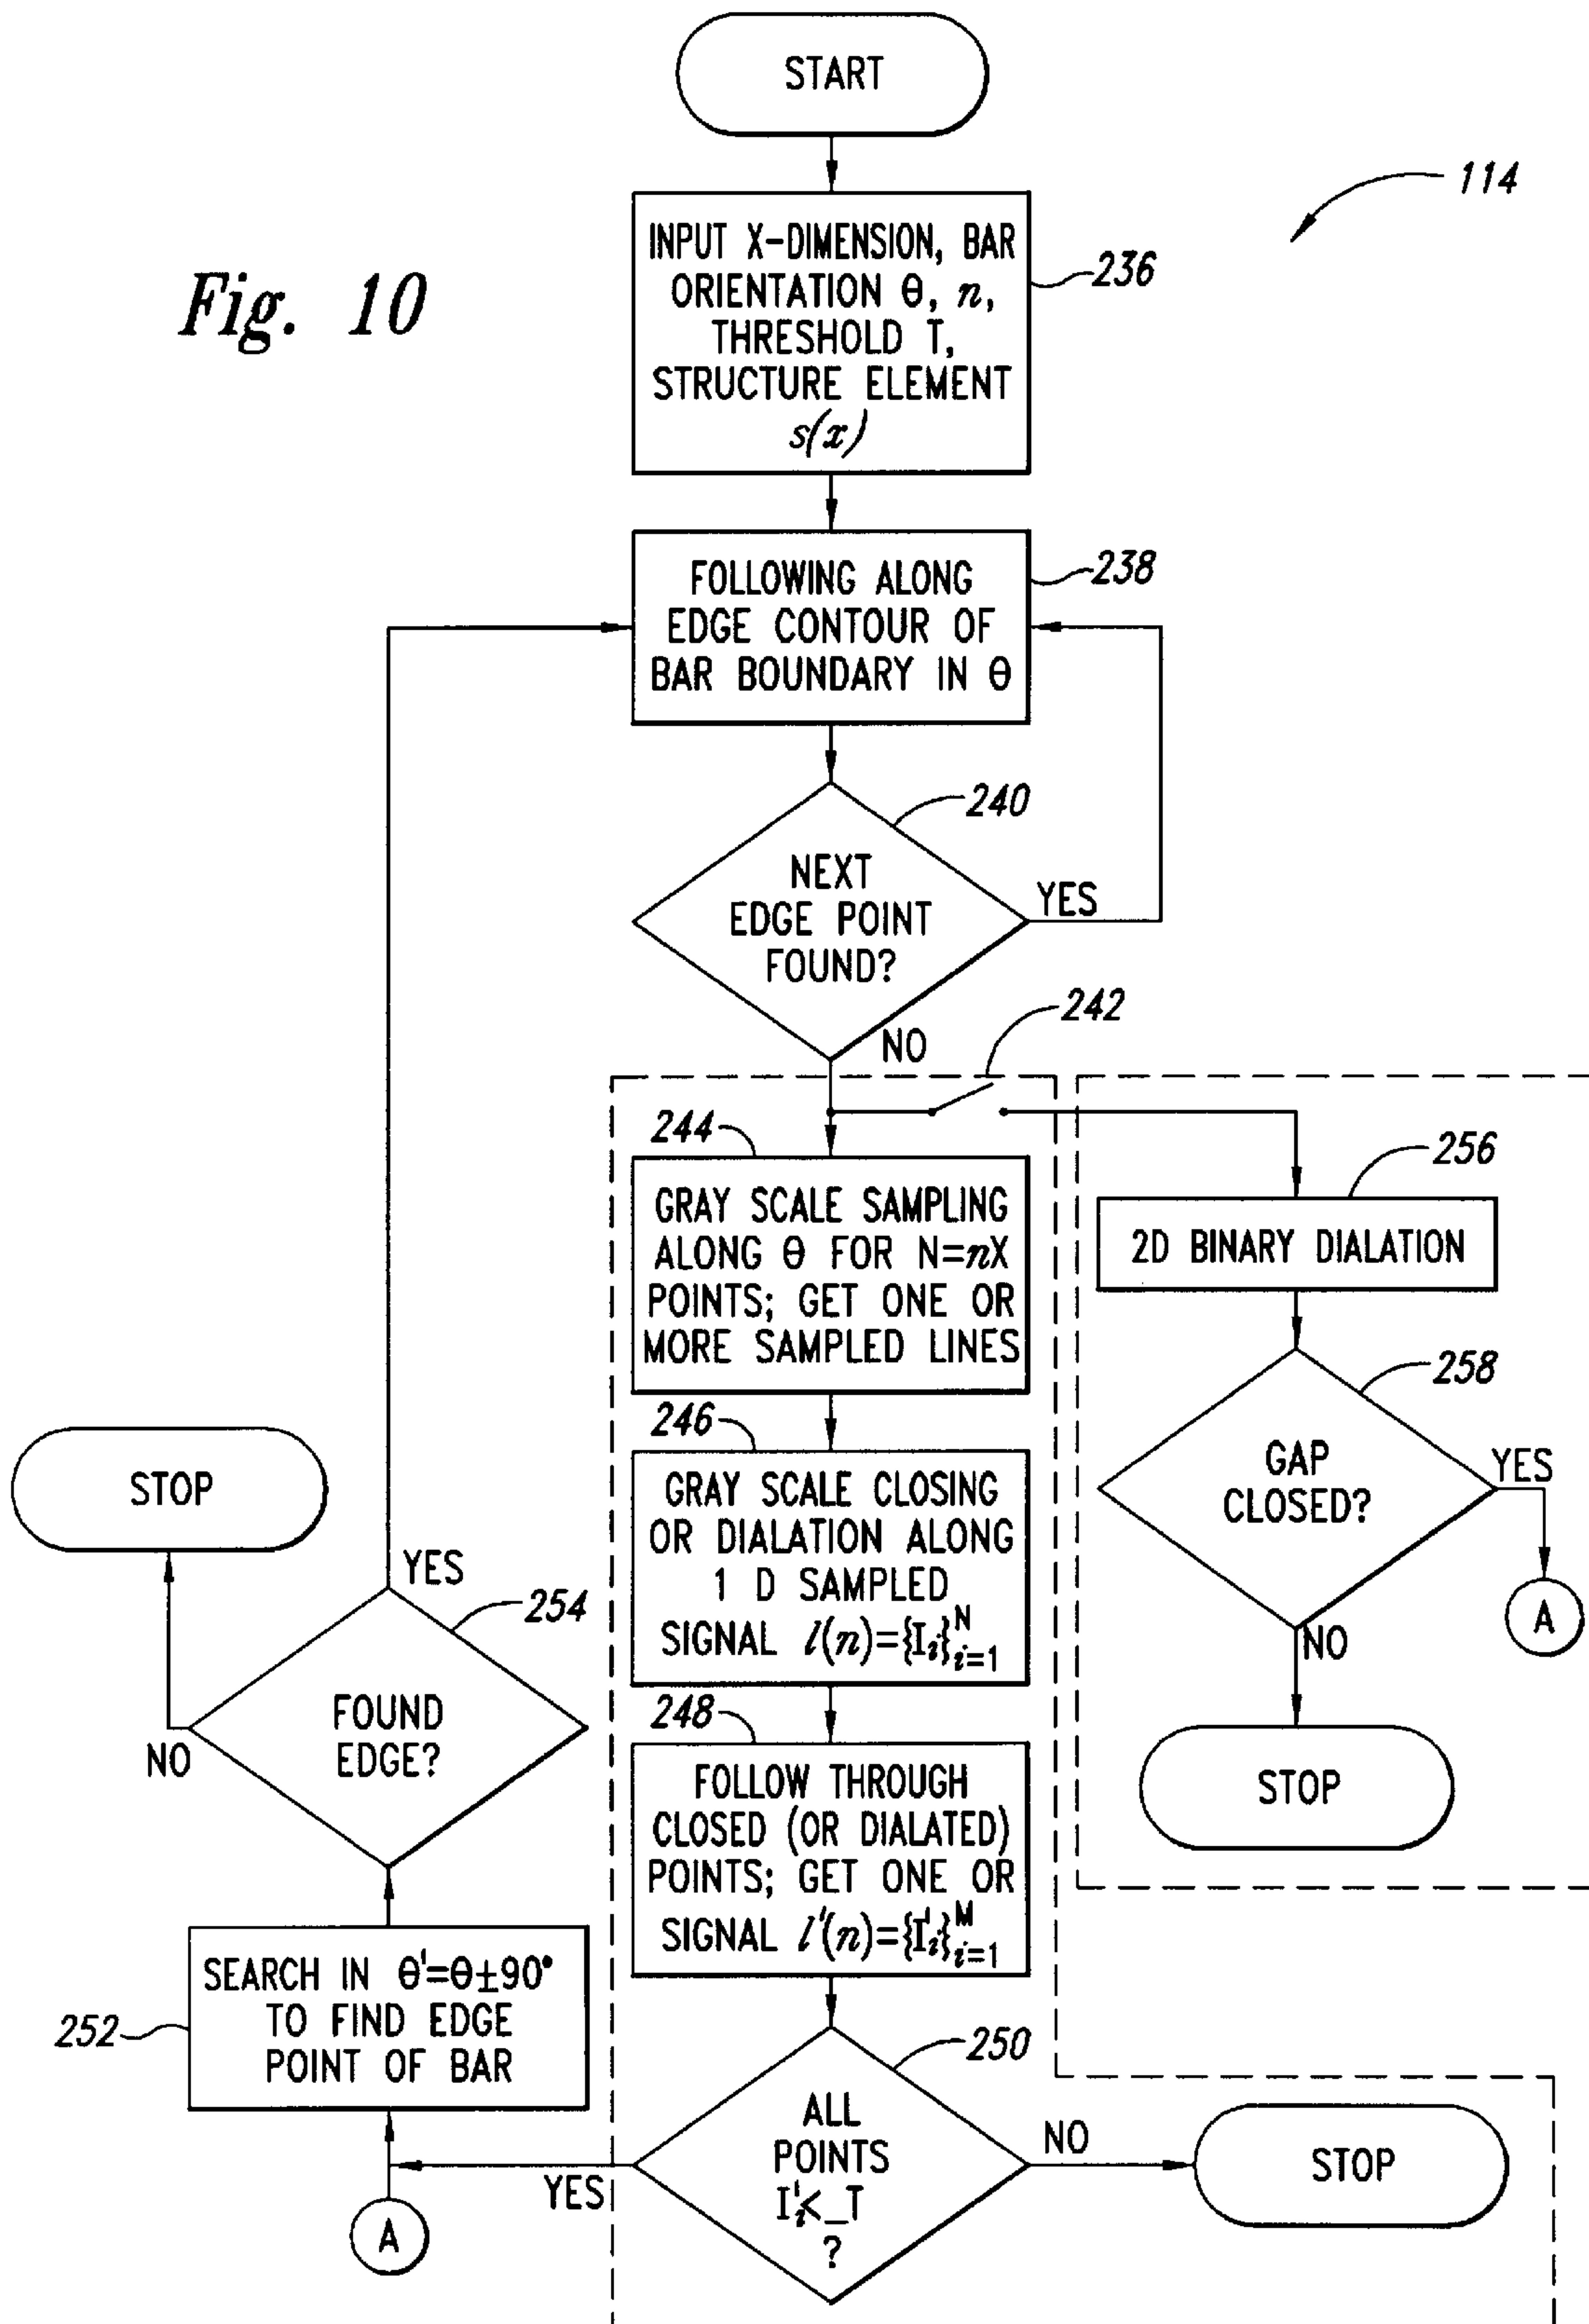 START
114
Fig. 10
INPUT X-DIMENSION, BAR
ORIENTATION θ, n,
THRESHOLD T,
STRUCTURE ELEMENT
s(x)
236
FOLLOWING ALONG
EDGE CONTOUR OF
BAR BOUNDARY IN θ
238
240
NEXT
EDGE POINT
FOUND?
YES
NO
242
244
GRAY SCALE SAMPLING
ALONG θ FOR N=nX
POINTS; GET ONE OR
MORE SAMPLED LINES
256
2D BINARY DIALATION
258
GAP
CLOSED?
YES
A
NO
STOP
246
GRAY SCALE CLOSING
OR DIALATION ALONG
1 D SAMPLED
SIGNAL l(n)={I_i}_{i=1}^N
248
FOLLOW THROUGH
CLOSED (OR DIALATED)
POINTS; GET ONE OR
SIGNAL l'(n)={I'_i}_{i=1}^M
250
ALL
POINTS
I'_i<_T
?
NO
STOP
YES
A
252
SEARCH IN θ'=θ±90°
TO FIND EDGE
POINT OF BAR
254
FOUND
EDGE?
YES
NO
STOP